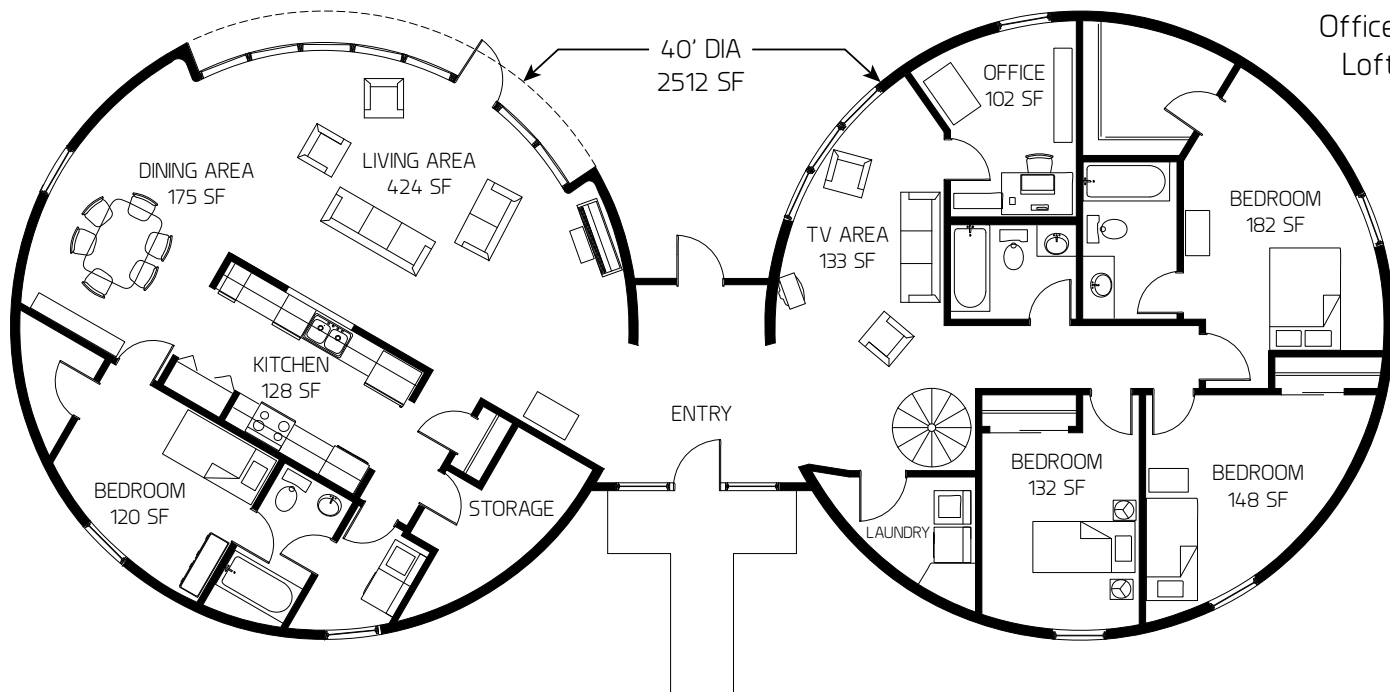 40' DIA
2512 SF
Office
Loft
OFFICE
102 SF
LIVING AREA
424 SF
DINING AREA
175 SF
BEDROOM
182 SF
TV AREA
133 SF
KITCHEN
128 SF
ENTRY
BEDROOM
120 SF
STORAGE
LAUNDRY
BEDROOM
132 SF
BEDROOM
148 SF